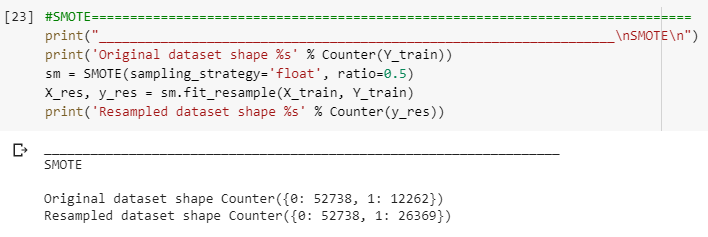 [23] #SMOTE==============================================================================
print("___________________________________________________________________\nSMOTE\n")
print('Original dataset shape %s' % Counter(Y_train))
sm = SMOTE(sampling_strategy='float', ratio=0.5)
X_res, y_res = sm.fit_resample(X_train, Y_train)
print('Resampled dataset shape %s' % Counter(y_res))
___________________________________________________________________
SMOTE
Original dataset shape Counter({0: 52738, 1: 12262})
Resampled dataset shape Counter({0: 52738, 1: 26369})